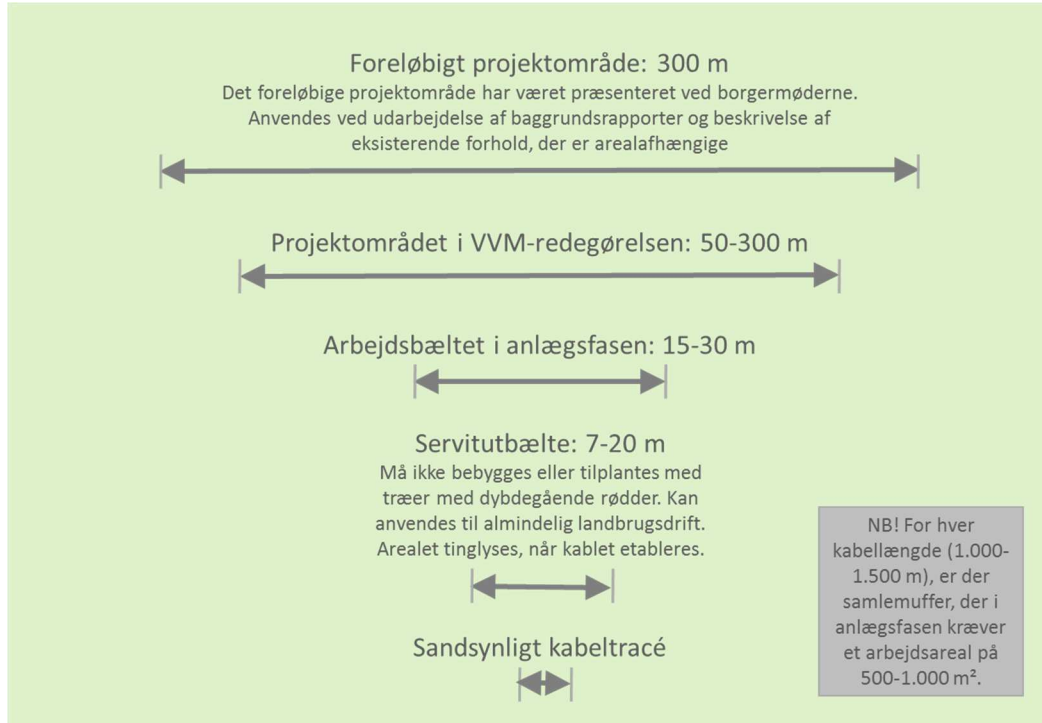 Foreløbigt projektområde: 300 m
Det foreløbige projektområde har været præsenteret ved borgermøderne.
Anvendes ved udarbejdelse af baggrundsrapporter og beskrivelse af
eksisterende forhold, der er arealafhængige
Projektområdet i VVM-redegørelsen: 50-300 m
Arbejdsbæltet i anlægsfasen: 15-30 m
Servitutbælte: 7-20 m
Må ikke bebygges eller tilplantes med
træer med dybdegående rødder. Kan
anvendes til almindelig landbrugsdrift.
Arealet tinglyses, når kablet etableres.
Sandsynligt kabeltracé
NB! For hver
kabellængde (1.000-
1.500 m), er der
samlemuffer, der i
anlægsfasen kræver
et arbejdsareal på
500-1.000 m².